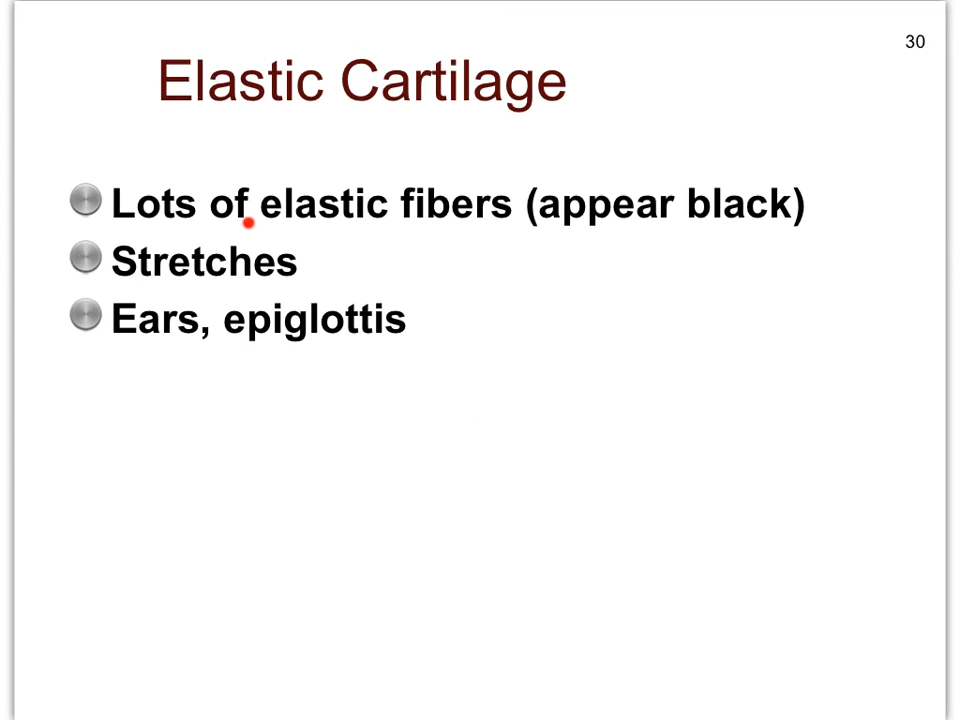 30
Elastic Cartilage
Lots of elastic fibers (appear black)
Stretches
Ears, epiglottis